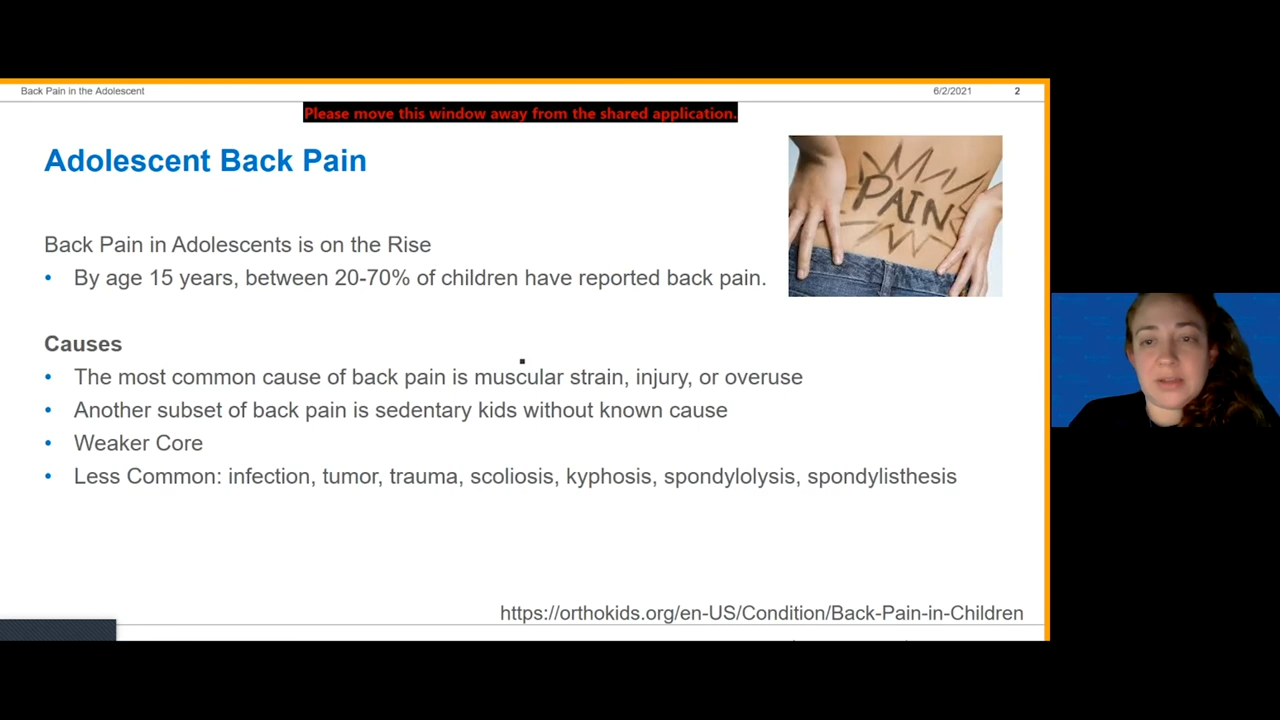 Back Pain in the Adolescent
6/2/2021
2
Please move this window away from the shared application.
Adolescent Back Pain
PAIN
Back Pain in Adolescents is on the Rise
• By age 15 years, between 20-70% of children have reported back pain.
Causes
• The most common cause of back pain is muscular strain, injury, or overuse
• Another subset of back pain is sedentary kids without known cause
• Weaker Core
• Less Common: infection, tumor, trauma, scoliosis, kyphosis, spondylolysis, spondylisthesis
https://orthokids.org/en-US/Condition/Back-Pain-in-Children